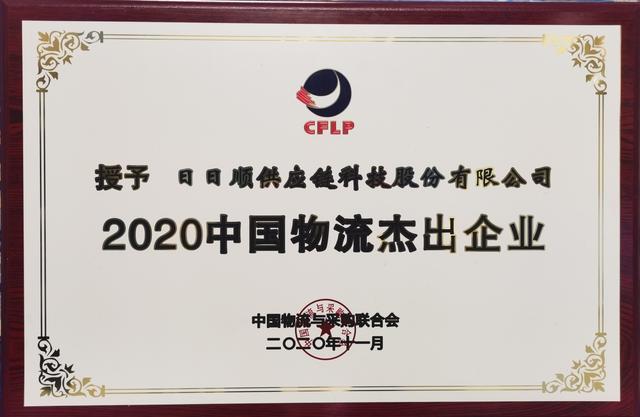 CFLP
授予 日日顺供应链科技股份有限公司
2020中国物流杰出企业
中国物流与采购联合会
二〇二〇年十一月